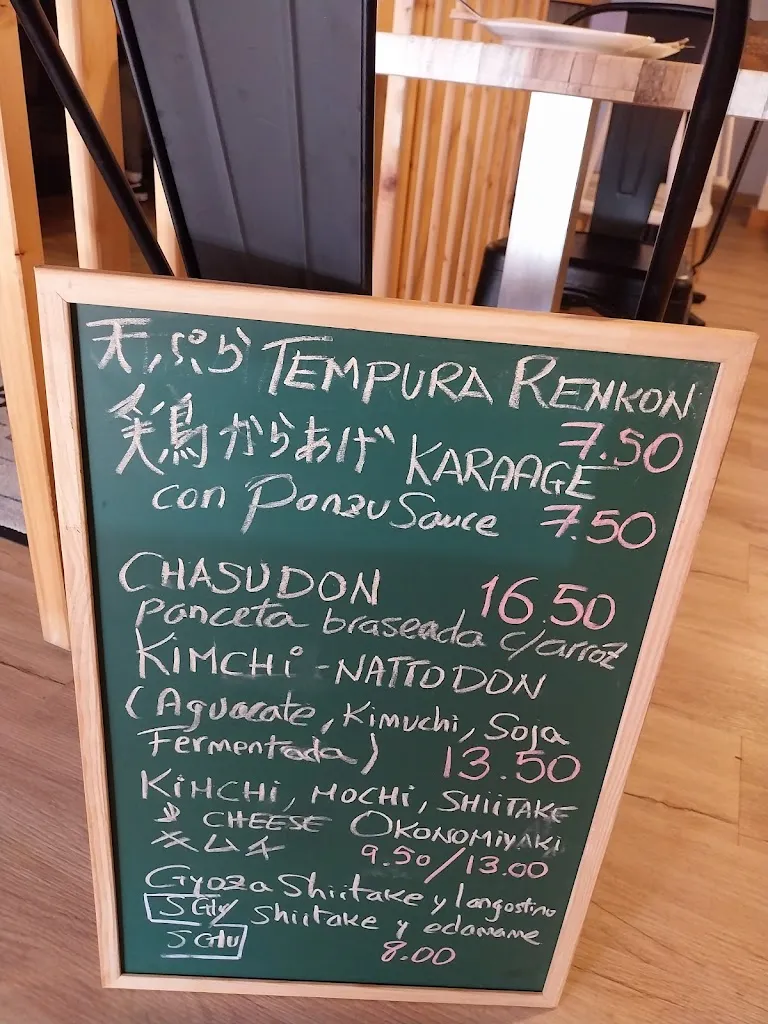 天ぷら TEMPURA RENKON
7.50
鶏からあげ KARAAGE
con Ponzu Sauce 7.50
CHASUDON 16.50
panceta braseada c/arroz
KIMCHI-NATTO DON
(Aguacate, Kimuchi, Soja
Fermentada) 13.50
KIMCHI, MOCHI, SHIITAKE
y CHEESE OKONOMIYAKI
キムチ 9.50/13.00
Gyoza Shiitake y langostino
S Glu/ Shiitake y edamame
S Glu 8.00